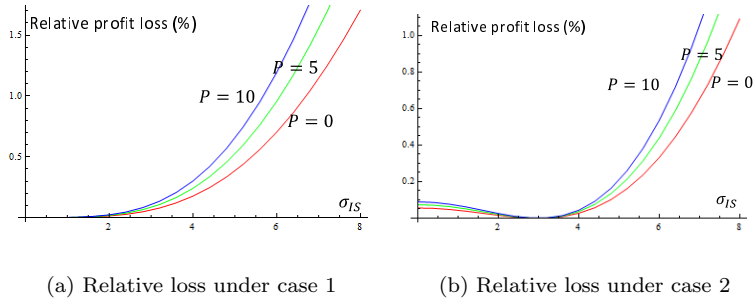 Relative profit loss (%)
1.5
1.0
0.5
P = 5
P = 10
P = 0
σ_IS
2
4
6
8
Relative profit loss (%)
1.0
0.8
0.6
0.4
0.2
P = 5
P = 10
P = 0
σ_IS
2
4
6
8
(a) Relative loss under case 1
(b) Relative loss under case 2